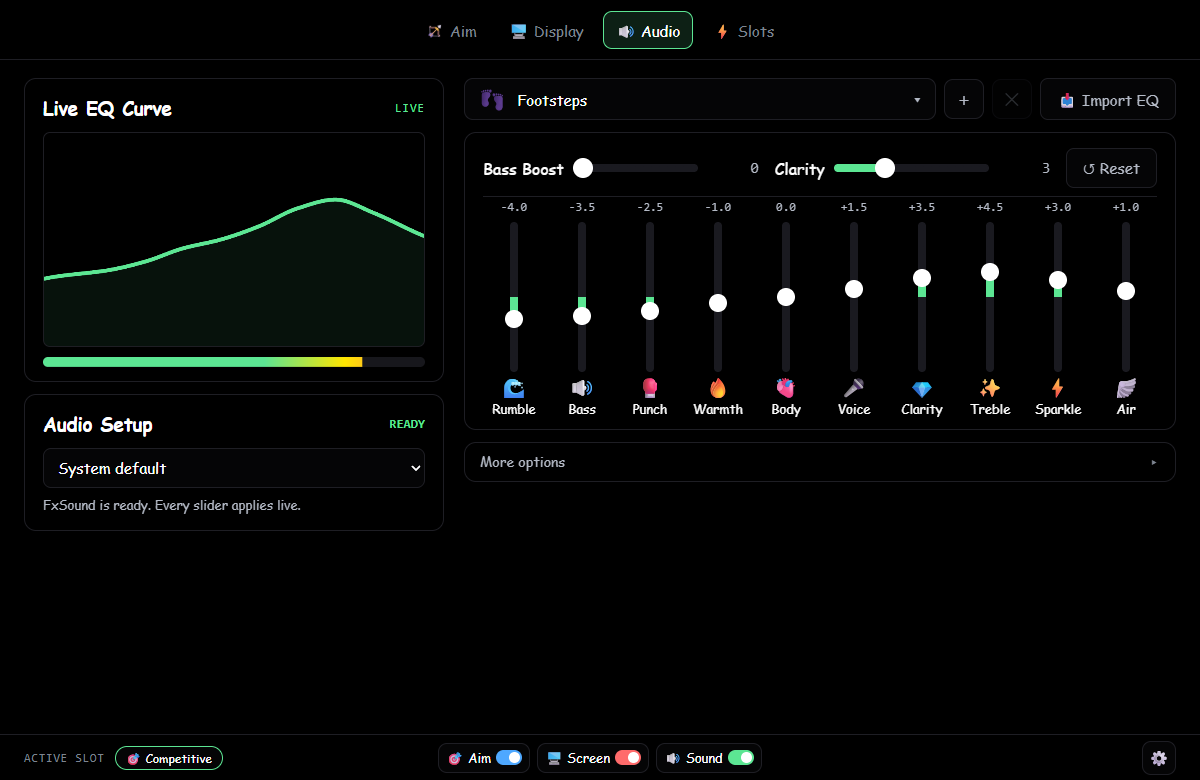 Aim Display Audio Slots
Live EQ Curve LIVE
Footsteps + Import EQ
Bass Boost 0 Clarity 3 Reset
-4.0 -3.5 -2.5 -1.0 0.0 +1.5 +3.5 +4.5 +3.0 +1.0
Rumble Bass Punch Warmth Body Voice Clarity Treble Sparkle Air
Audio Setup READY
System default
FxSound is ready. Every slider applies live.
More options
ACTIVE SLOT Competitive Aim Screen Sound